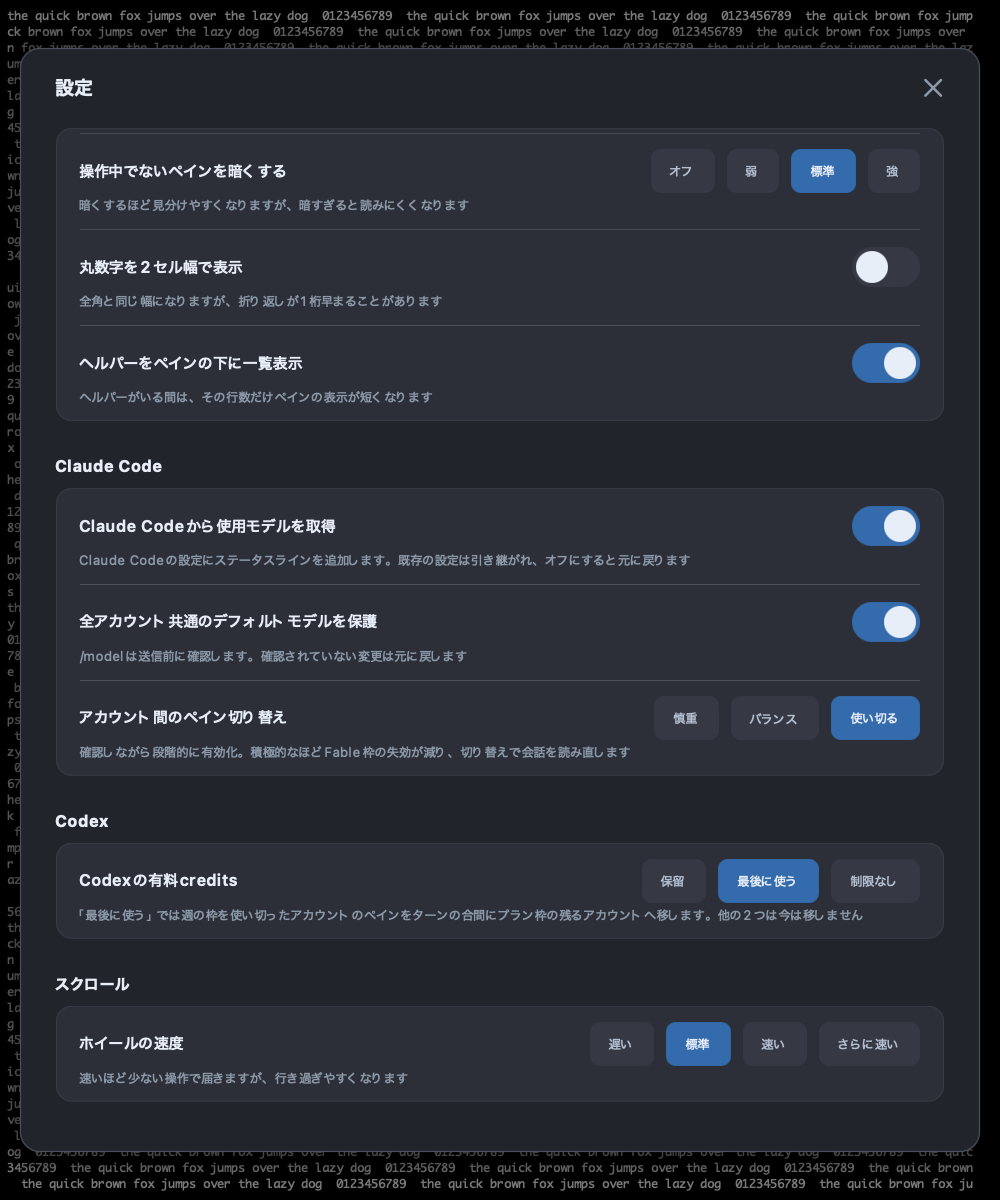 the quick brown fox jumps over the lazy dog  0123456789  the quick brown fox jumps over the lazy dog  0123456789  the quick brown fox jump
ck brown fox jumps over the lazy dog  0123456789  the quick brown fox jumps over the lazy dog  0123456789  the quick brown fox jumps over
n fox jumps over the lazy dog  0123456789  the quick brown fox jumps over the lazy dog  0123456789  the quick brown fox jumps over the laz
設定
操作中でないペインを暗くする
オフ 弱 標準 強
暗くするほど見分けやすくなりますが、暗すぎると読みにくくなります
丸数字を2セル幅で表示
全角と同じ幅になりますが、折り返しが1桁早まることがあります
ヘルパーをペインの下に一覧表示
ヘルパーがいる間は、その行数だけペインの表示が短くなります
Claude Code
Claude Codeから使用モデルを取得
Claude Codeの設定にステータスラインを追加します。既存の設定は引き継がれ、オフにすると元に戻ります
全アカウント共通のデフォルトモデルを保護
/modelは送信前に確認します。確認されていない変更は元に戻します
アカウント間のペイン切り替え
慎重 バランス 使い切る
確認しながら段階的に有効化。積極的なほどFable枠の失効が減り、切り替えで会話を読み直します
Codex
Codexの有料credits
保留 最後に使う 制限なし
「最後に使う」では週の枠を使い切ったアカウントのペインをターンの合間にプラン枠の残るアカウントへ移します。他の2つは今は移しません
スクロール
ホイールの速度
遅い 標準 速い さらに速い
速いほど少ない操作で届きますが、行き過ぎやすくなります
3456789  the quick brown fox jumps over the lazy dog  0123456789  the quick brown fox jumps over the lazy dog  0123456789  the quick brown
the quick brown fox jumps over the lazy dog  0123456789  the quick brown fox jumps over the lazy dog  0123456789  the quick brown fox ju